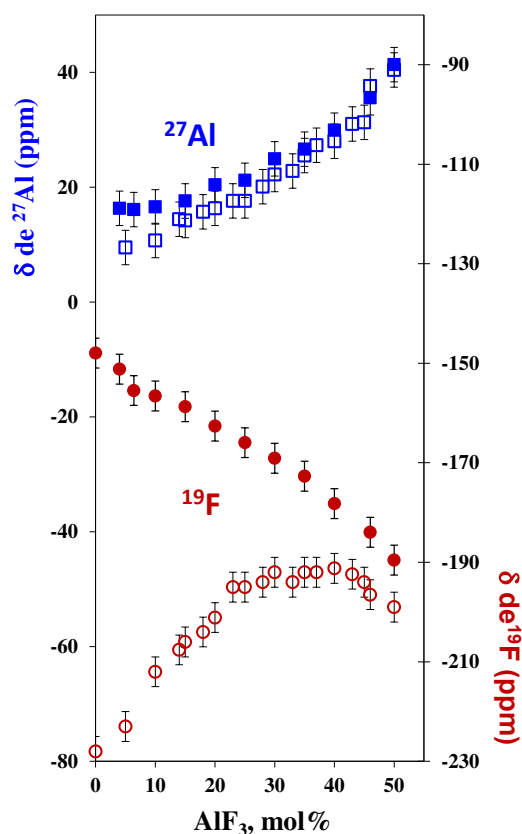 δ de ²⁷Al (ppm)
40
20
0
-20
-40
-60
-80
²⁷Al
¹⁹F
-90
-110
-130
-150
-170
-190
-210
-230
δ de¹⁹F (ppm)
0 10 20 30 40 50
AlF₃, mol%